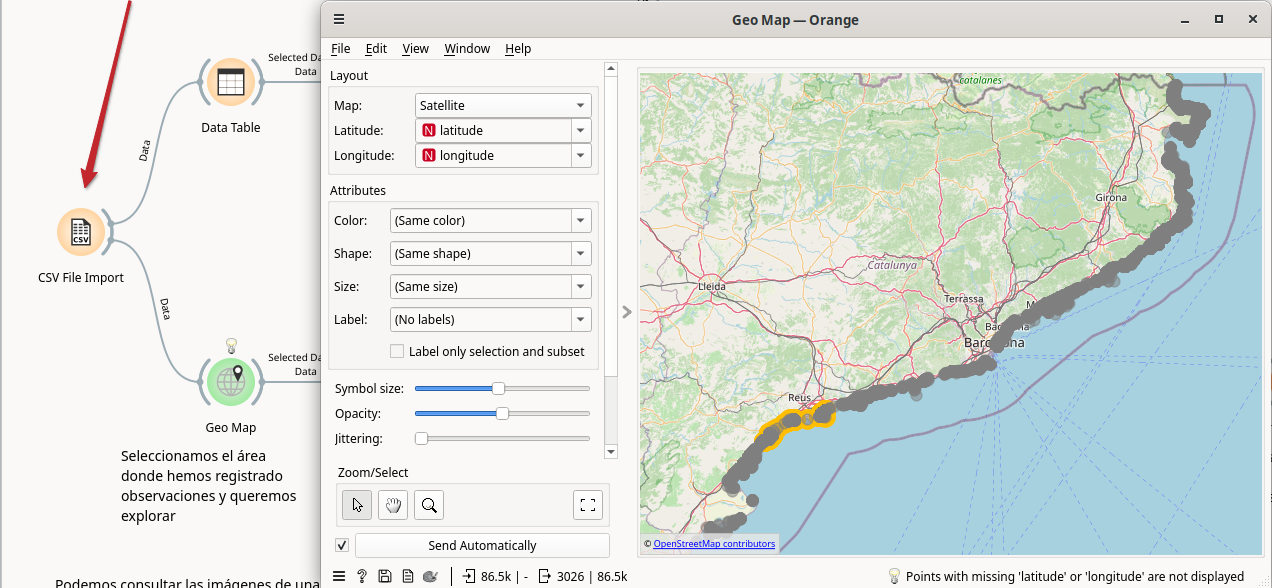 Geo Map — Orange
File Edit View Window Help
Selected Da
Data
Data Table
Data
CSV
CSV File Import
Data
Selected Da
Data
Geo Map
Seleccionamos el área
donde hemos registrado
observaciones y queremos
explorar
Podemos consultar las imágenes de una
Layout
Map: Satellite
Latitude: N latitude
Longitude: N longitude
Attributes
Color: (Same color)
Shape: (Same shape)
Size: (Same size)
Label: (No labels)
Label only selection and subset
Symbol size:
Opacity:
Jittering:
Zoom/Select
Send Automatically
86.5k | - 3026 | 86.5k
Points with missing 'latitude' or 'longitude' are not displayed
catalanes
Girona
Catalunya
Lleida
Terrassa
Reus
© OpenStreetMap contributors